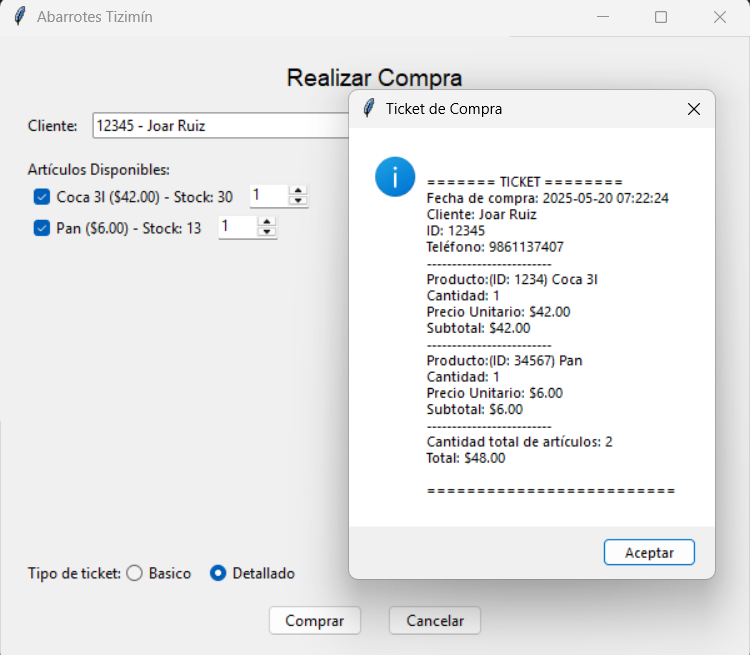 Abarrotes Tizimín
Realizar Compra
Cliente: 12345 - Joar Ruiz
Artículos Disponibles:
Coca 3l ($42.00) - Stock: 30 1
Pan ($6.00) - Stock: 13 1
Tipo de ticket: Basico Detallado
Comprar Cancelar
Ticket de Compra
======= TICKET ========
Fecha de compra: 2025-05-20 07:22:24
Cliente: Joar Ruiz
ID: 12345
Teléfono: 9861137407
-------------------------
Producto:(ID: 1234) Coca 3l
Cantidad: 1
Precio Unitario: $42.00
Subtotal: $42.00
-------------------------
Producto:(ID: 34567) Pan
Cantidad: 1
Precio Unitario: $6.00
Subtotal: $6.00
-------------------------
Cantidad total de artículos: 2
Total: $48.00
=========================
Aceptar